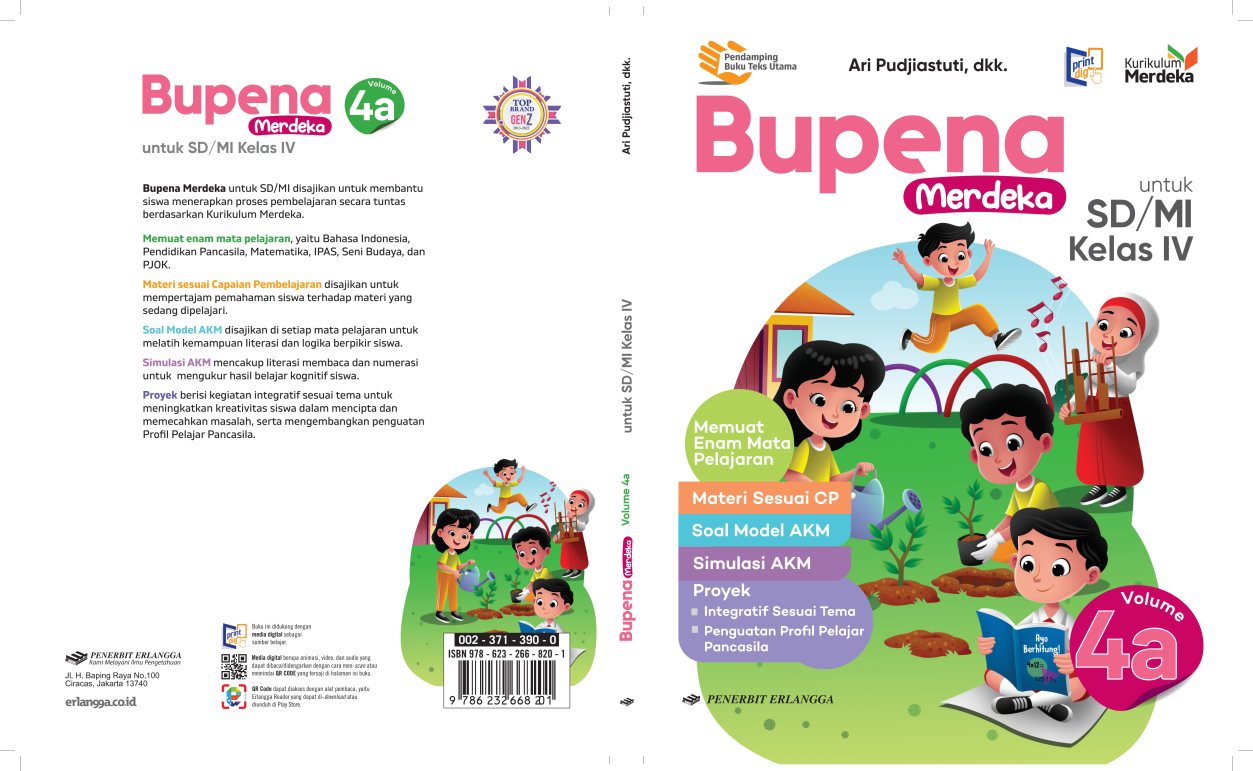 Bupena
Merdeka
Volume
4a
untuk SD/MI Kelas IV
TOP
BRAND
GEN Z
Bupena Merdeka untuk SD/MI disajikan untuk membantu
siswa menerapkan proses pembelajaran secara tuntas
berdasarkan Kurikulum Merdeka.
Memuat enam mata pelajaran, yaitu Bahasa Indonesia,
Pendidikan Pancasila, Matematika, IPAS, Seni Budaya, dan
PJOK.
Materi sesuai Capaian Pembelajaran disajikan untuk
mempertajam pemahaman siswa terhadap materi yang
sedang dipelajari.
Soal Model AKM disajikan di setiap mata pelajaran untuk
melatih kemampuan literasi dan logika berpikir siswa.
Simulasi AKM mencakup literasi membaca dan numerasi
untuk  mengukur hasil belajar kognitif siswa.
Proyek berisi kegiatan integratif sesuai tema untuk
meningkatkan kreativitas siswa dalam mencipta dan
memecahkan masalah, serta mengembangkan penguatan
Profil Pelajar Pancasila.
PENERBIT ERLANGGA
Kami Melayani Ilmu Pengetahuan
Jl. H. Baping Raya No.100
Ciracas, Jakarta 13740
erlangga.co.id
print
dig
Buku ini didukung dengan
media digital sebagai
sumber belajar.
Media digital berupa animasi, video, dan audio yang
dapat dibaca/didengarkan dengan cara men-scan atau
memindai QR CODE yang tersaji di halaman isi buku.
QR Code dapat diakses dengan alat pembaca, yaitu
Erlangga Reader yang dapat di-download atau
diunduh di Play Store.
002 - 371 - 390 - 0
ISBN 978 - 623 - 266 - 820 - 1
9 786232 668201
Ari Pudjiastuti, dkk.
untuk SD/MI Kelas IV
Volume 4a
Bupena Merdeka
Pendamping
Buku Teks Utama
Ari Pudjiastuti, dkk.
print
dig
Kurikulum
Merdeka
Bupena
Merdeka
untuk
SD/MI
Kelas IV
Memuat
Enam Mata
Pelajaran
Materi Sesuai CP
Soal Model AKM
Simulasi AKM
Proyek
Integratif Sesuai Tema
Penguatan Profil Pelajar
Pancasila
Ayo
Berhitung!
4x12=
Volume
4a
PENERBIT ERLANGGA